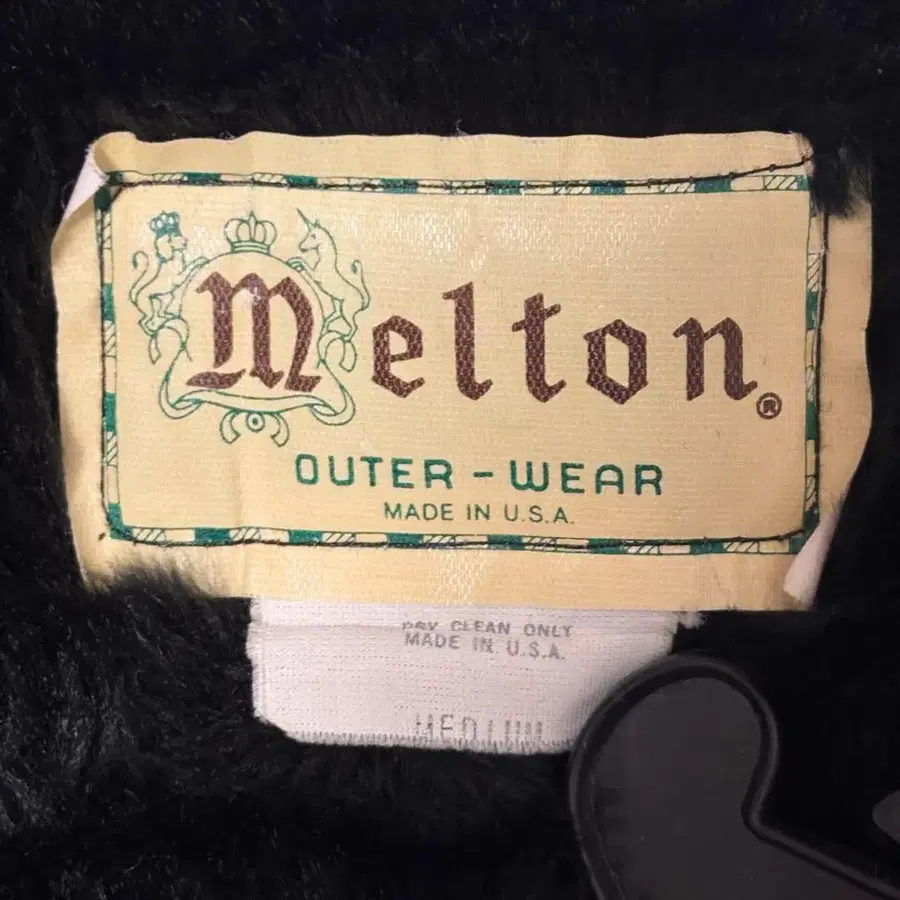 Melton®
OUTER-WEAR
MADE IN U.S.A.
DRY CLEAN ONLY
MADE IN U.S.A.
MEDIUM